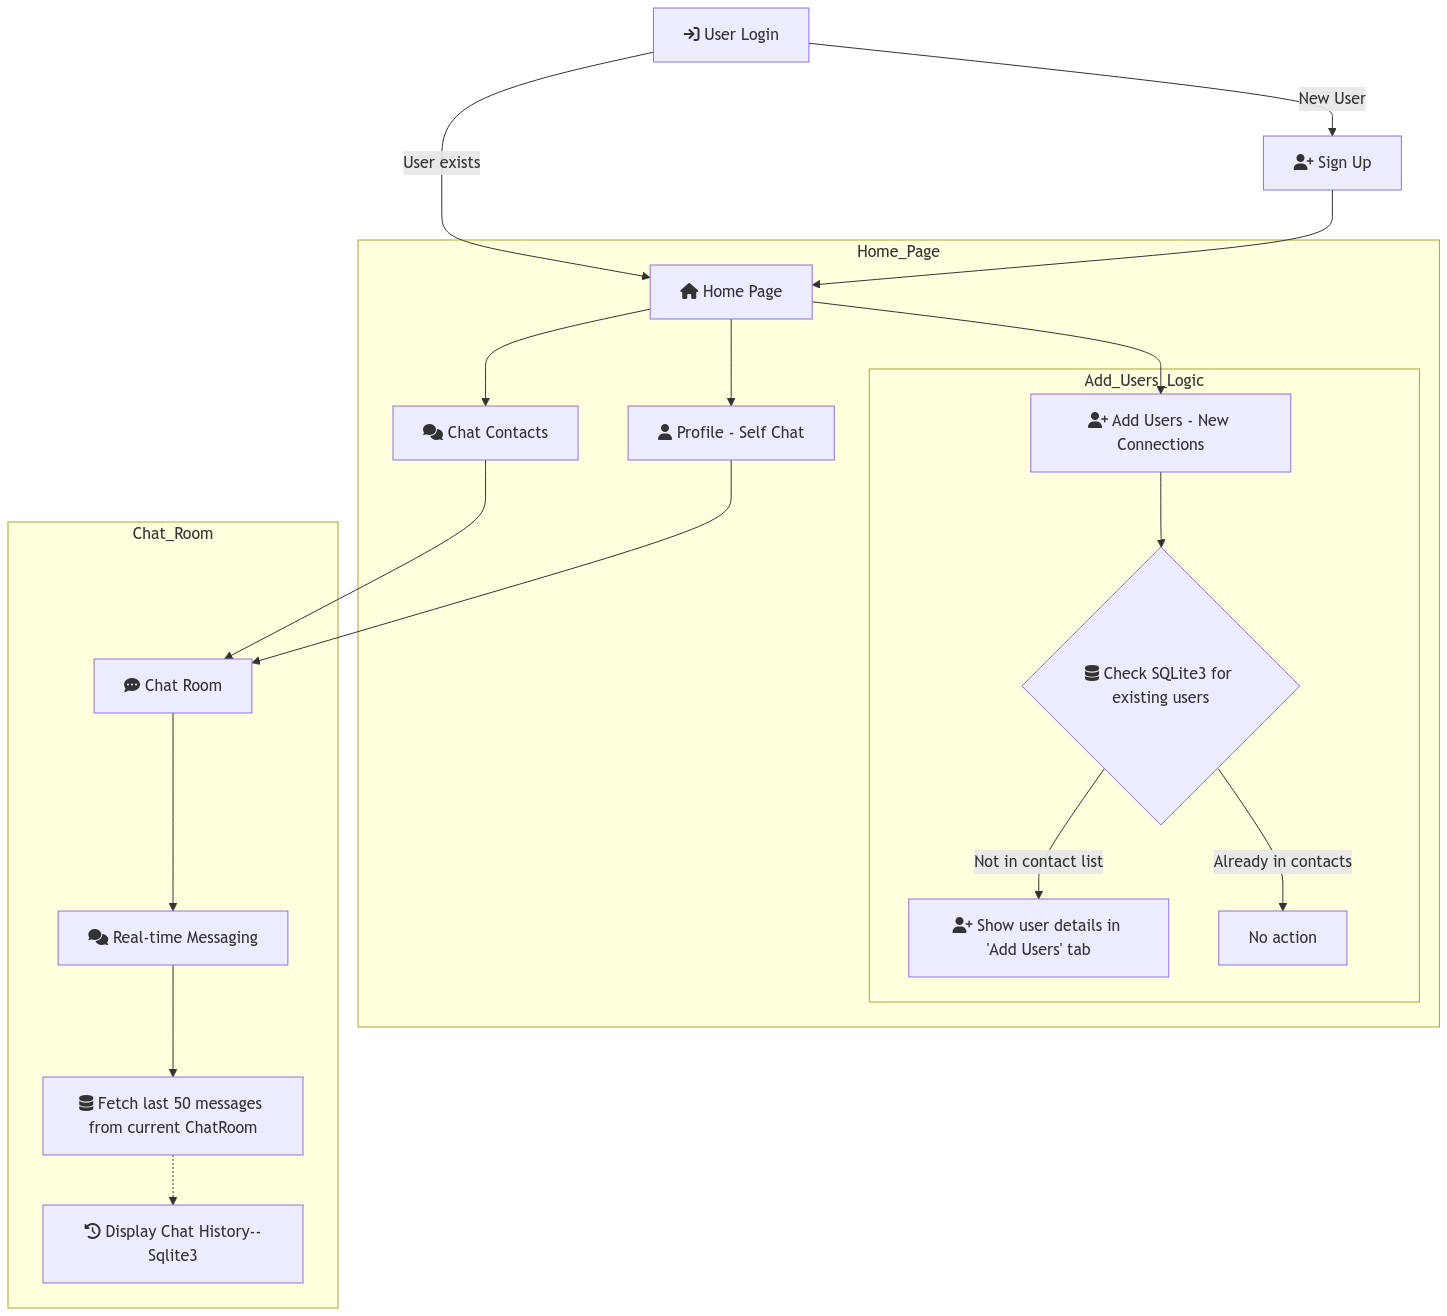 User Login
New User
User exists
Sign Up
Home_Page
Home Page
Add_Users_Logic
Chat Contacts
Profile - Self Chat
Add Users - New
Connections
Chat_Room
Chat Room
Check SQLite3 for
existing users
Not in contact list
Already in contacts
Real-time Messaging
Show user details in
'Add Users' tab
No action
Fetch last 50 messages
from current ChatRoom
Display Chat History--
Sqlite3